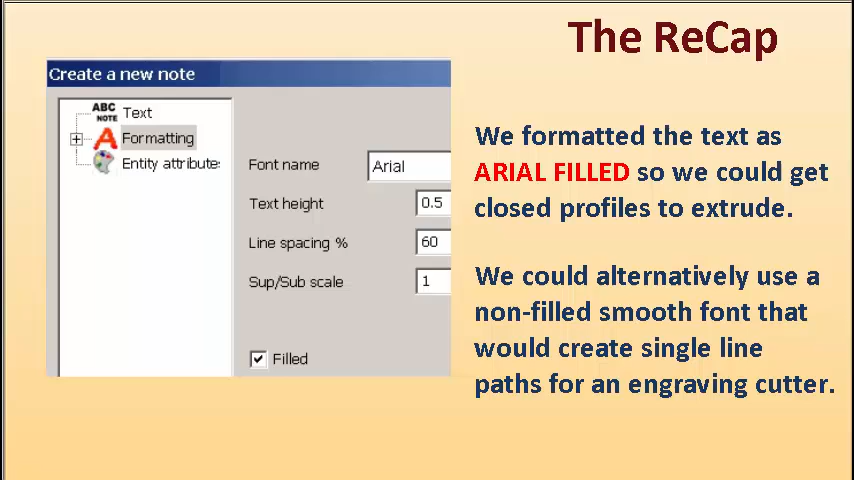 The ReCap
Create a new note
ABC
NOTE
Text
A Formatting
Entity attribute
Font name
Arial
Text height
0.5
Line spacing %
60
Sup/Sub scale
1
Filled
We formatted the text as
ARIAL FILLED so we could get
closed profiles to extrude.
We could alternatively use a
non-filled smooth font that
would create single line
paths for an engraving cutter.